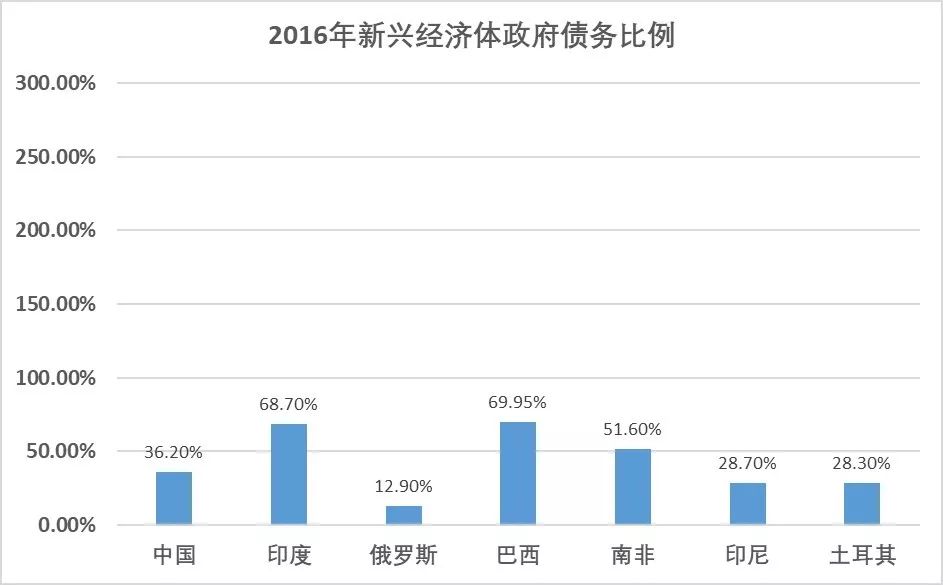 2016年新兴经济体政府债务比例
300.00%
250.00%
200.00%
150.00%
100.00%
50.00%
0.00%
36.20%
68.70%
12.90%
69.95%
51.60%
28.70%
28.30%
中国
印度
俄罗斯
巴西
南非
印尼
土耳其